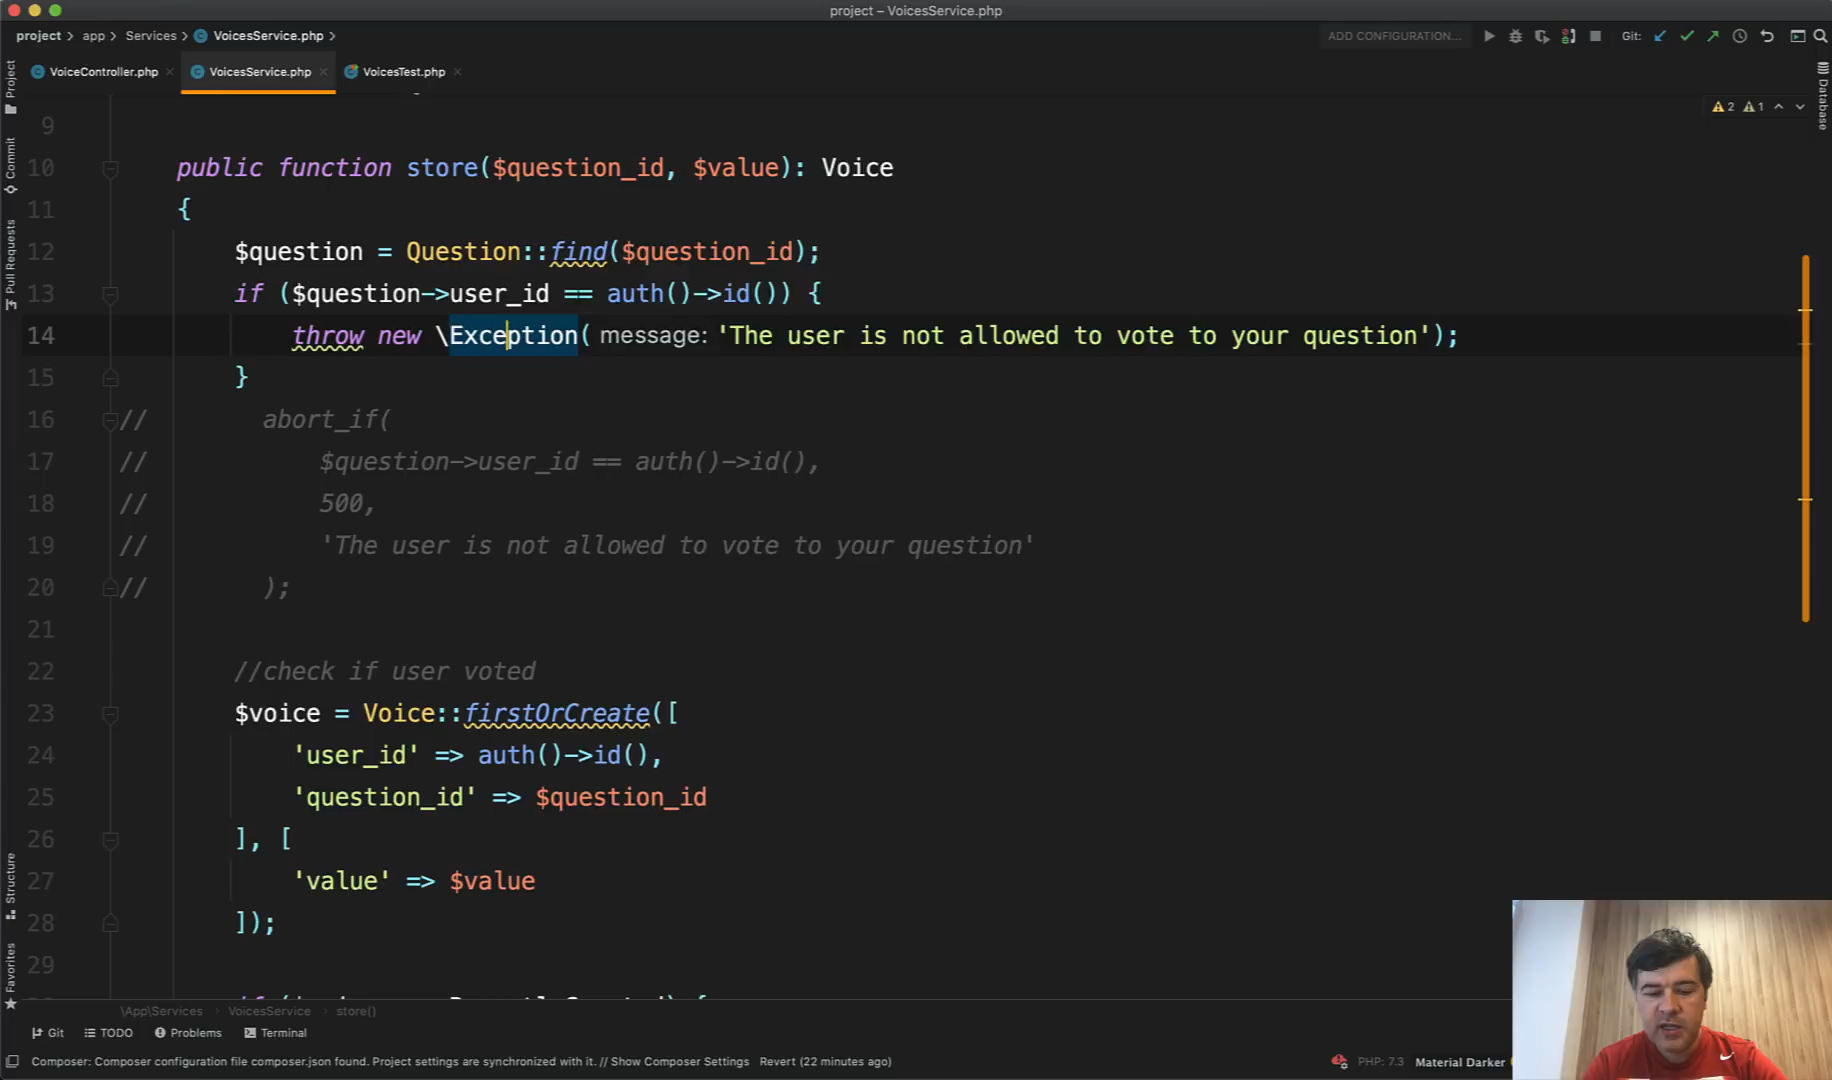 project – VoicesService.php
project > app > Services > VoicesService.php >
ADD CONFIGURATION...
Git:
VoiceController.php ×
VoicesService.php ×
VoicesTest.php ×
Project
Commit
Pull Requests
Structure
Favorites
Database
2 1
9
10 public function store($question_id, $value): Voice
11 {
12 $question = Question::find($question_id);
13 if ($question->user_id == auth()->id()) {
14 throw new \Exception( message: 'The user is not allowed to vote to your question');
15 }
16 // abort_if(
17 // $question->user_id == auth()->id(),
18 // 500,
19 // 'The user is not allowed to vote to your question'
20 // );
21
22 //check if user voted
23 $voice = Voice::firstOrCreate([
24 'user_id' => auth()->id(),
25 'question_id' => $question_id
26 ], [
27 'value' => $value
28 ]);
29
\App\Services > VoicesService > store()
Git TODO Problems Terminal
Composer: Composer configuration file composer.json found. Project settings are synchronized with it. // Show Composer Settings Revert (22 minutes ago)
PHP: 7.3 Material Darker